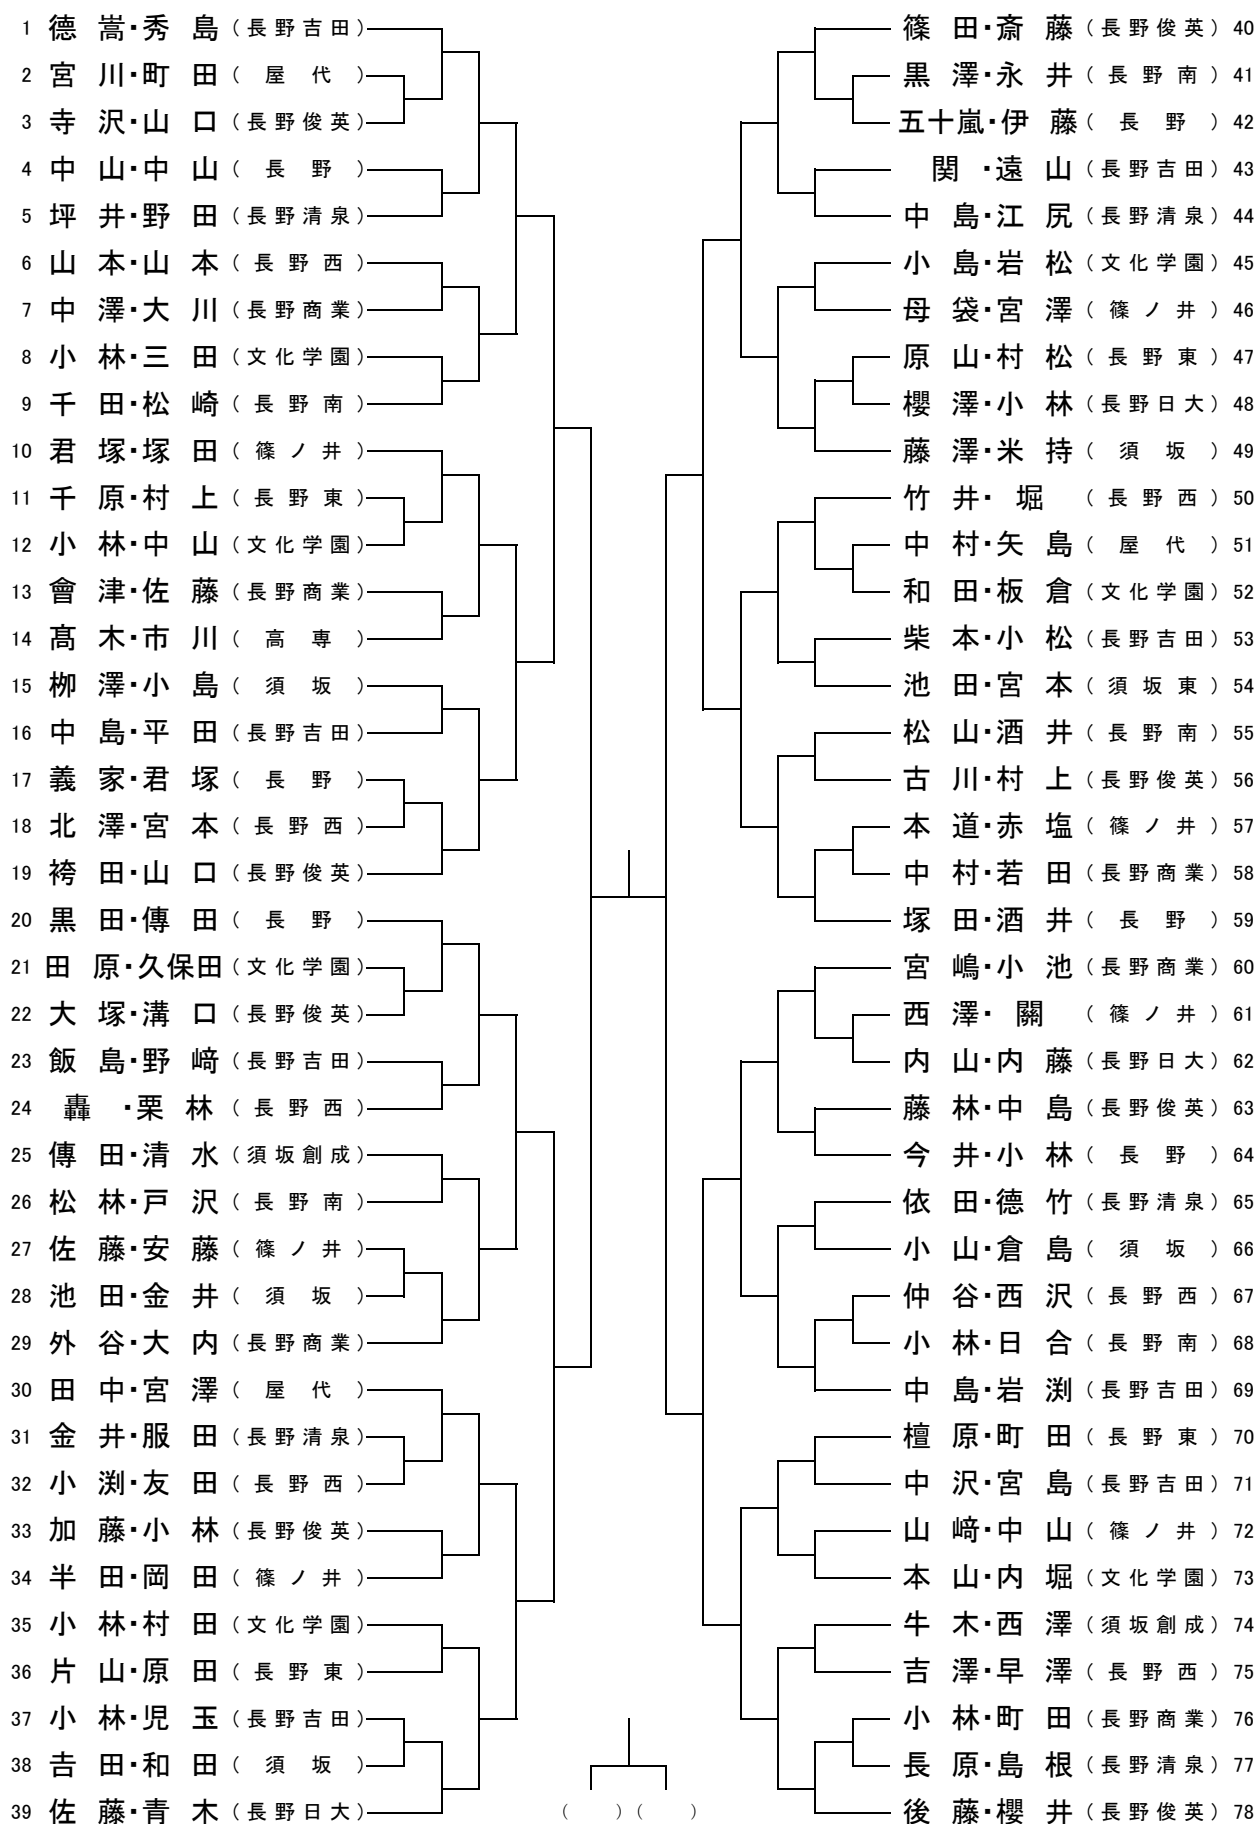 1 德嵩・秀島（長野吉田）
2 宮川・町田（屋代）
3 寺沢・山口（長野俊英）
4 中山・中山（長野）
5 坪井・野田（長野清泉）
6 山本・山本（長野西）
7 中澤・大川（長野商業）
8 小林・三田（文化学園）
9 千田・松崎（長野南）
10 君塚・塚田（篠ノ井）
11 千原・村上（長野東）
12 小林・中山（文化学園）
13 會津・佐藤（長野商業）
14 髙木・市川（高専）
15 栁澤・小島（須坂）
16 中島・平田（長野吉田）
17 義家・君塚（長野）
18 北澤・宮本（長野西）
19 袴田・山口（長野俊英）
20 黒田・傳田（長野）
21 田原・久保田（文化学園）
22 大塚・溝口（長野俊英）
23 飯島・野﨑（長野吉田）
24 轟・栗林（長野西）
25 傳田・清水（須坂創成）
26 松林・戸沢（長野南）
27 佐藤・安藤（篠ノ井）
28 池田・金井（須坂）
29 外谷・大内（長野商業）
30 田中・宮澤（屋代）
31 金井・服田（長野清泉）
32 小渕・友田（長野西）
33 加藤・小林（長野俊英）
34 半田・岡田（篠ノ井）
35 小林・村田（文化学園）
36 片山・原田（長野東）
37 小林・児玉（長野吉田）
38 𠮷田・和田（須坂）
39 佐藤・青木（長野日大）
（　）（　）
篠田・斎藤（長野俊英）40
黒澤・永井（長野南）41
五十嵐・伊藤（長野）42
関・遠山（長野吉田）43
中島・江尻（長野清泉）44
小島・岩松（文化学園）45
母袋・宮澤（篠ノ井）46
原山・村松（長野東）47
櫻澤・小林（長野日大）48
藤澤・米持（須坂）49
竹井・堀（長野西）50
中村・矢島（屋代）51
和田・板倉（文化学園）52
柴本・小松（長野吉田）53
池田・宮本（須坂東）54
松山・酒井（長野南）55
古川・村上（長野俊英）56
本道・赤塩（篠ノ井）57
中村・若田（長野商業）58
塚田・酒井（長野）59
宮嶋・小池（長野商業）60
西澤・關（篠ノ井）61
内山・内藤（長野日大）62
藤林・中島（長野俊英）63
今井・小林（長野）64
依田・德竹（長野清泉）65
小山・倉島（須坂）66
仲谷・西沢（長野西）67
小林・日合（長野南）68
中島・岩渕（長野吉田）69
檀原・町田（長野東）70
中沢・宮島（長野吉田）71
山﨑・中山（篠ノ井）72
本山・内堀（文化学園）73
牛木・西澤（須坂創成）74
吉澤・早澤（長野西）75
小林・町田（長野商業）76
長原・島根（長野清泉）77
後藤・櫻井（長野俊英）78